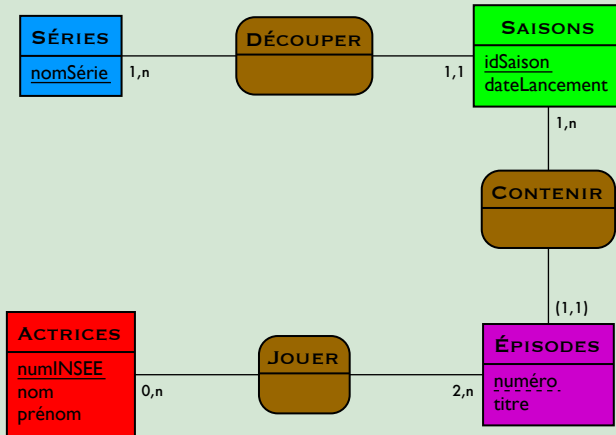 SÉRIES
nomSérie
1,n
DÉCOUPER
1,1
SAISONS
idSaison
dateLancement
1,n
CONTENIR
(1,1)
ACTRICES
numINSEE
nom
prénom
0,n
JOUER
2,n
ÉPISODES
numéro
titre